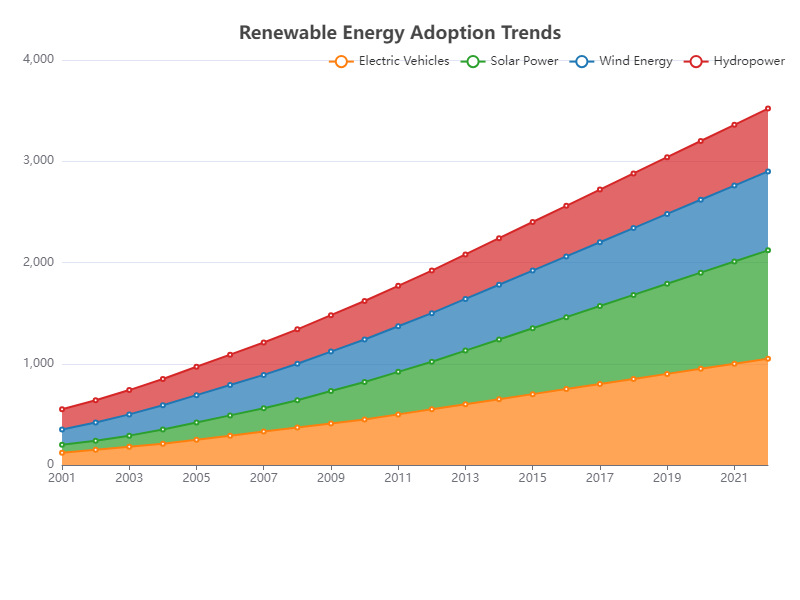 Renewable Energy Adoption Trends
Electric Vehicles Solar Power Wind Energy Hydropower
4,000
3,000
2,000
1,000
0
2001 2003 2005 2007 2009 2011 2013 2015 2017 2019 2021